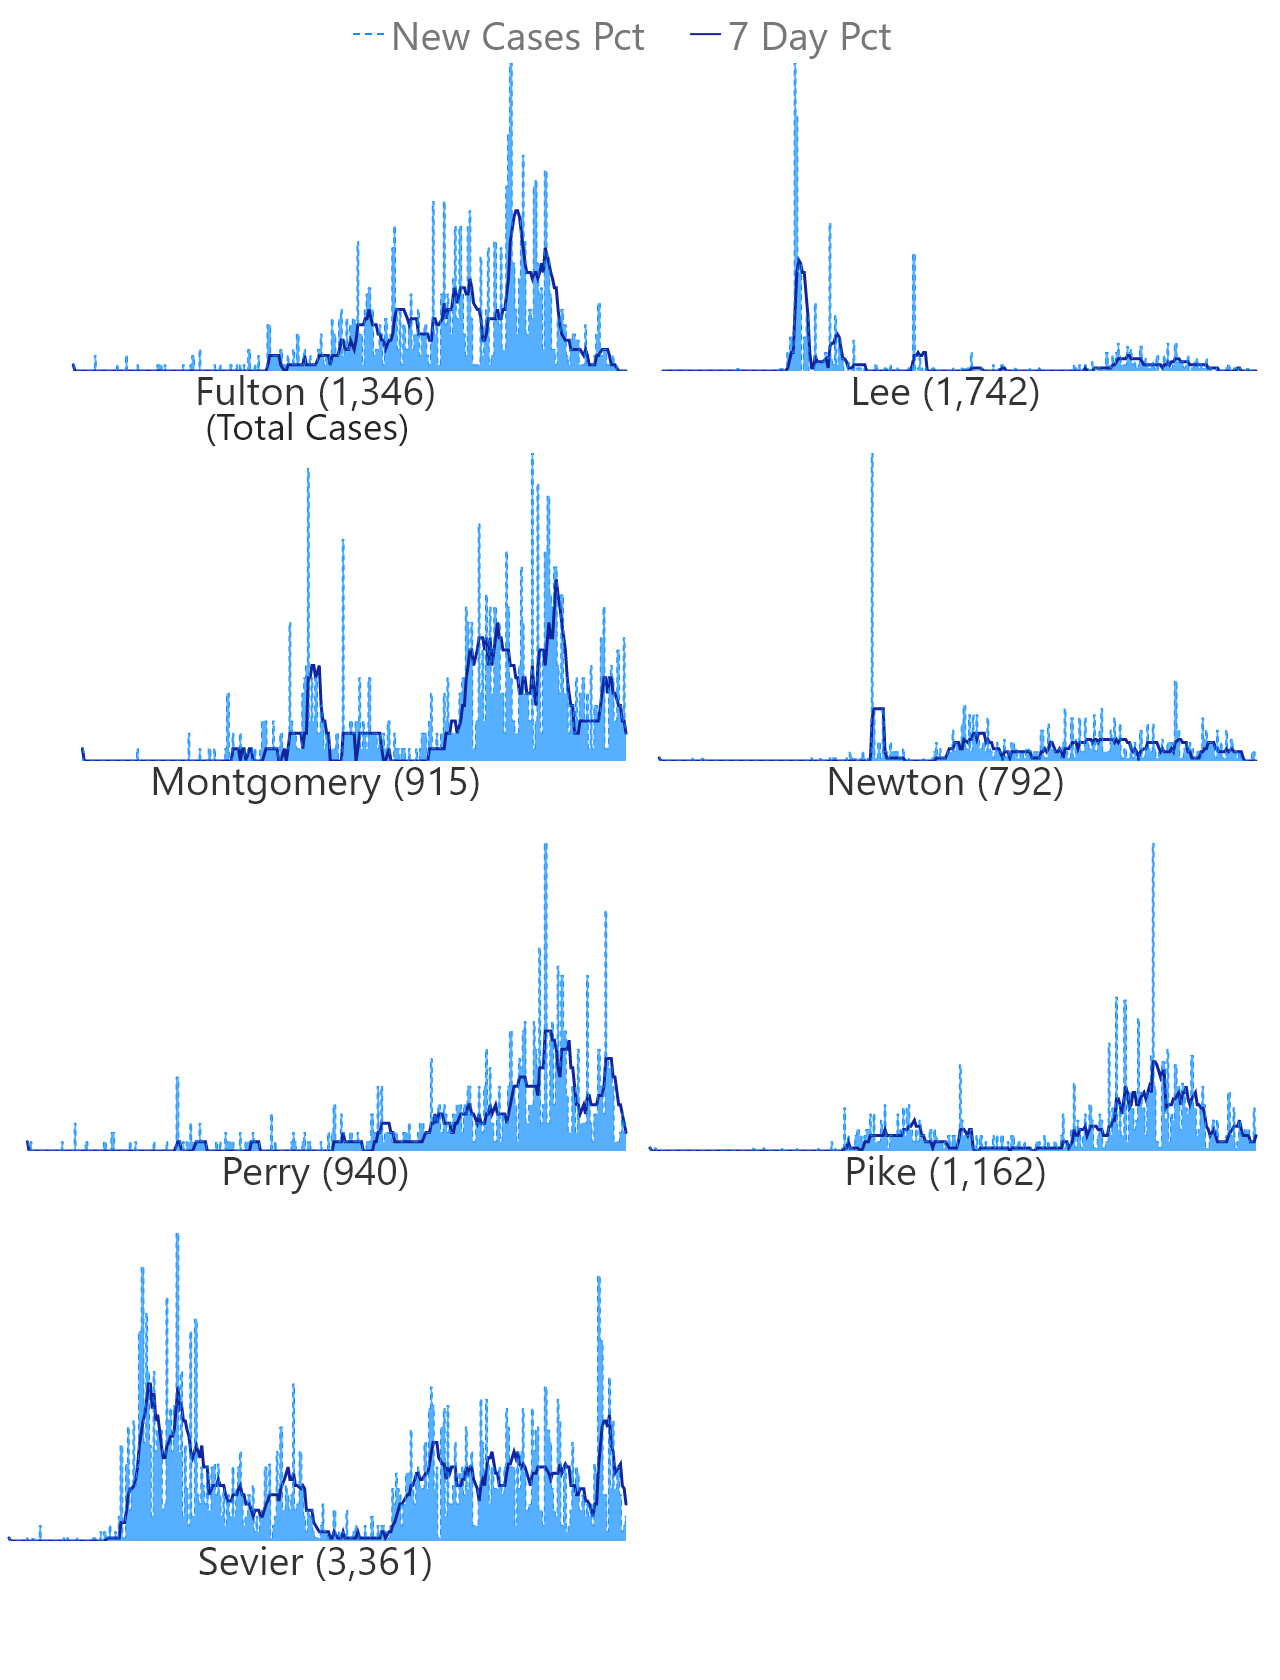 New Cases Pct 7 Day Pct
Fulton (1,346)
(Total Cases)
Lee (1,742)
Montgomery (915)
Newton (792)
Perry (940)
Pike (1,162)
Sevier (3,361)